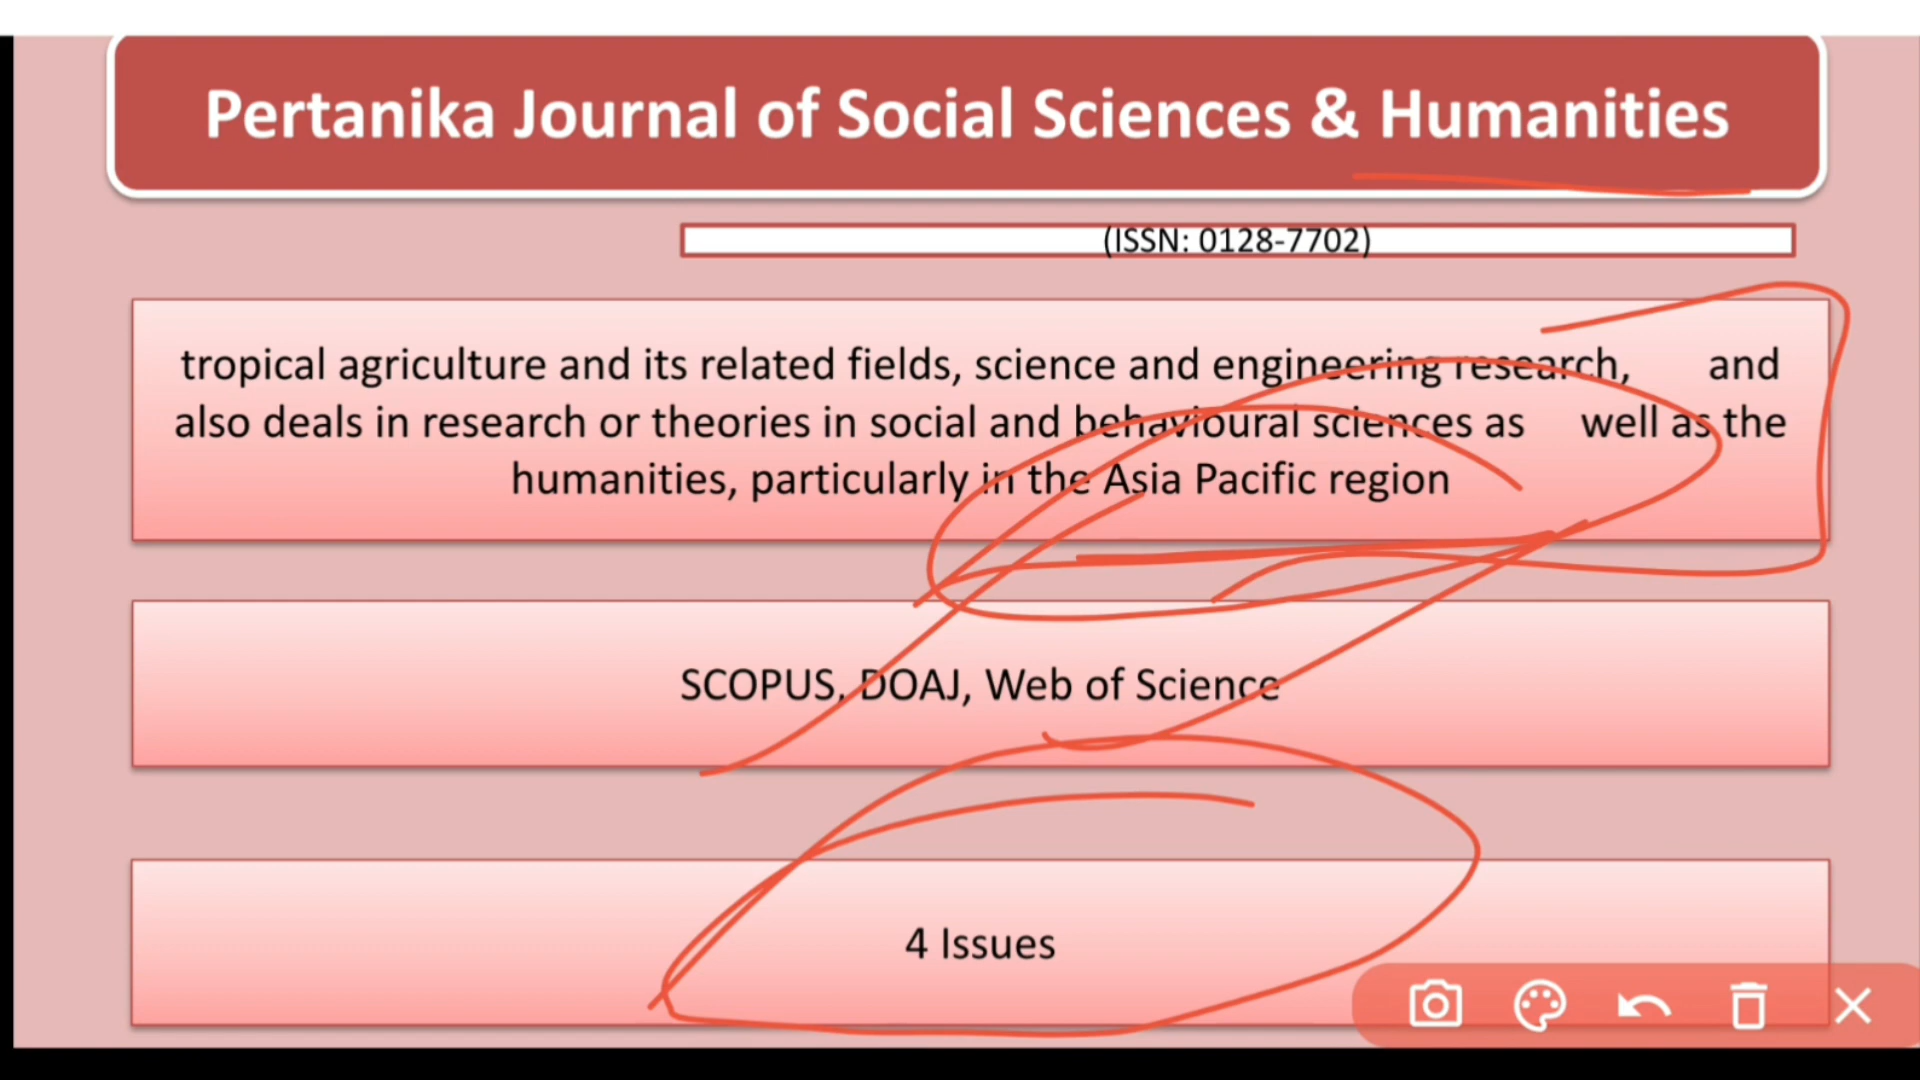 Pertanika Journal of Social Sciences & Humanities
(ISSN: 0128-7702)
tropical agriculture and its related fields, science and engineering research, and
also deals in research or theories in social and behavioural sciences as well as the
humanities, particularly in the Asia Pacific region
SCOPUS, DOAJ, Web of Science
4 Issues